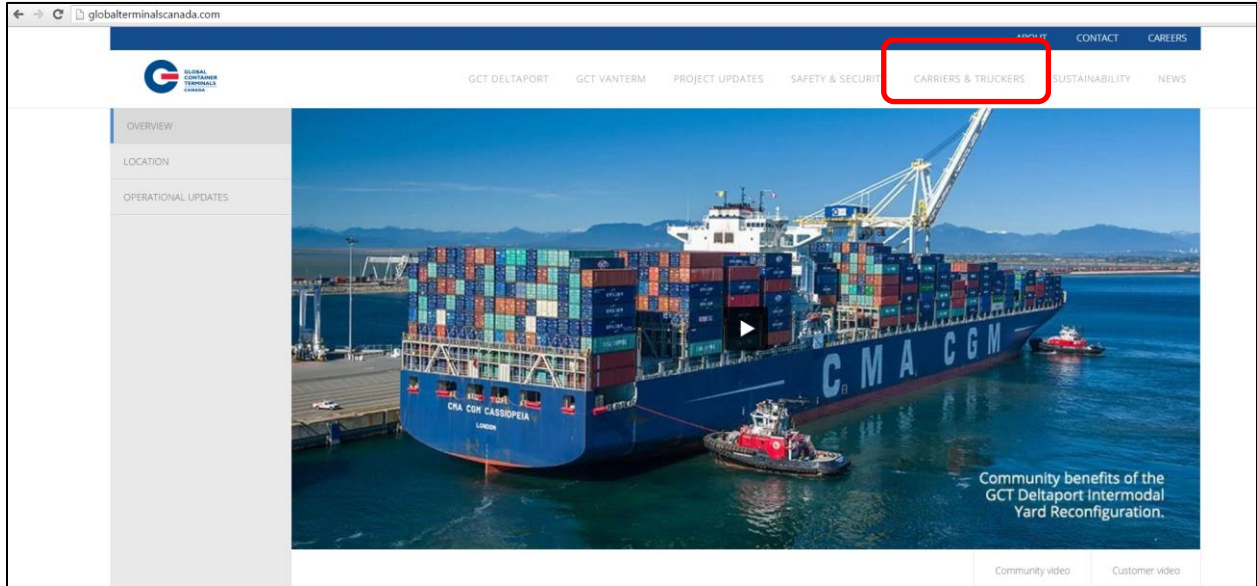 globalterminalscanada.com
ABOUT CONTACT CAREERS
GLOBAL
CONTAINER
TERMINALS
CANADA
GCT DELTAPORT GCT VANTERM PROJECT UPDATES SAFETY & SECURIT CARRIERS & TRUCKERS SUSTAINABILITY NEWS
OVERVIEW
LOCATION
OPERATIONAL UPDATES
CMA CGM
CMA CGM CASSIOPEIA
LONDON
Community benefits of the
GCT Deltaport Intermodal
Yard Reconfiguration.
Community video Customer video